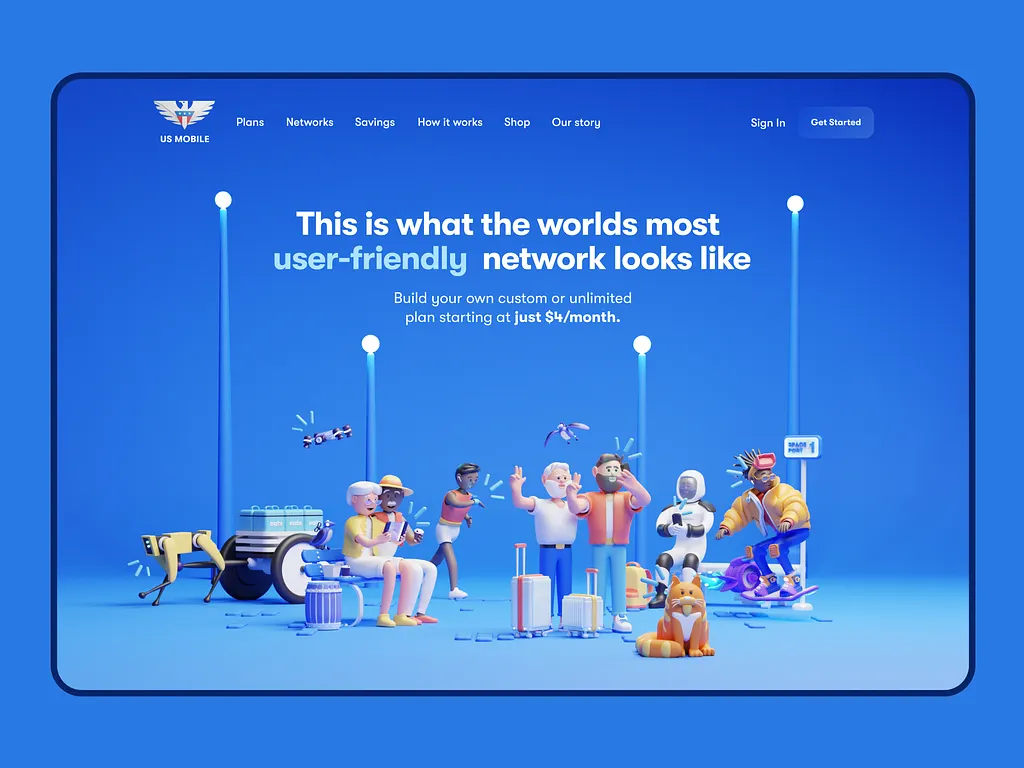 US MOBILE
Plans Networks Savings How it works Shop Our story Sign In Get Started
This is what the worlds most
user-friendly network looks like
Build your own custom or unlimited
plan starting at just $4/month.
SPACE 1
PORT